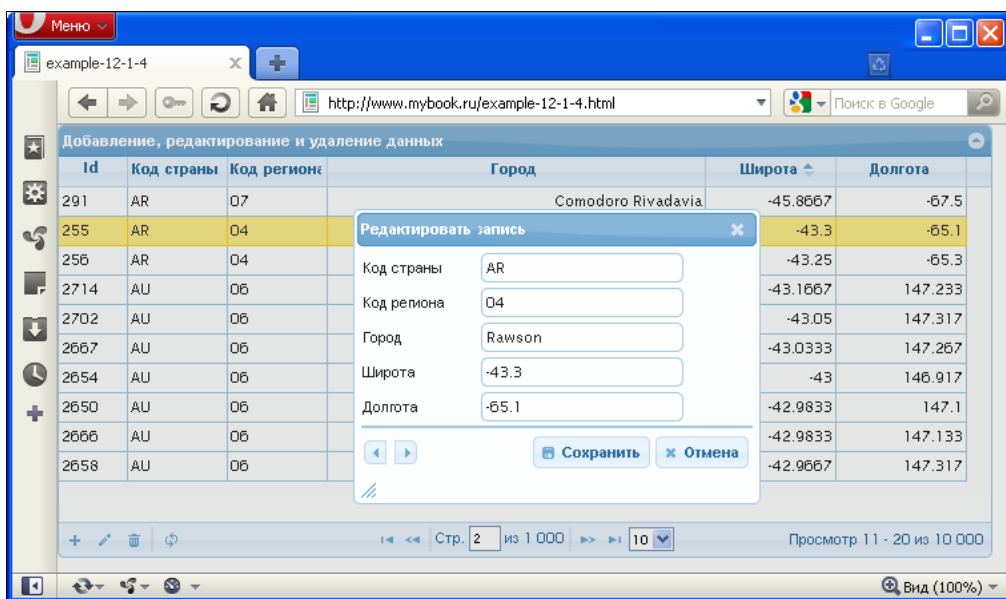 Меню
example-12-1-4
http://www.mybook.ru/example-12-1-4.html
Поиск в Google
Добавление, редактирование и удаление данных
Id Код страны Код региона Город Широта Долгота
291 AR 07 Comodoro Rivadavia -45.8667 -67.5
255 AR 04 -43.3 -65.1
256 AR 04 -43.25 -65.3
2714 AU 06 -43.1667 147.233
2702 AU 06 -43.05 147.317
2667 AU 06 -43.0333 147.267
2654 AU 06 -43 146.917
2650 AU 06 -42.9833 147.1
2666 AU 06 -42.9833 147.133
2658 AU 06 -42.9667 147.317
Редактировать запись
Код страны AR
Код региона 04
Город Rawson
Широта -43.3
Долгота -65.1
Сохранить Отмена
Стр. 2 из 1 000 10 Просмотр 11 - 20 из 10 000
Вид (100%)